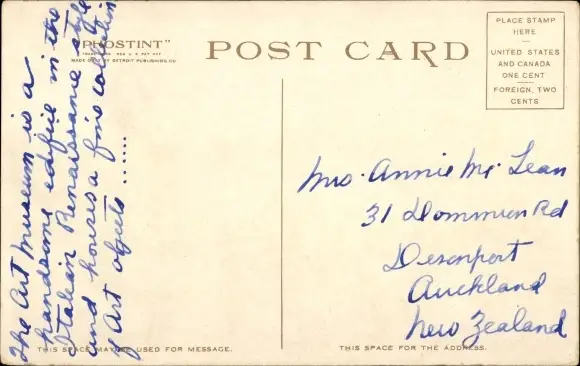 "PHOSTINT"
MADE ONLY BY DETROIT PUBLISHING CO.
POST CARD
PLACE STAMP
HERE
UNITED STATES
AND CANADA
ONE CENT
FOREIGN, TWO
CENTS
The Art Museum is a
handsome edifice in the
Italian Renaissance style
and houses a fine collection
of Art objects ......
Mrs. Annie Mc. Lean
31 Dominion Rd
Devonport
Auckland
New Zealand
THIS SPACE MAY BE USED FOR MESSAGE.
THIS SPACE FOR THE ADDRESS.